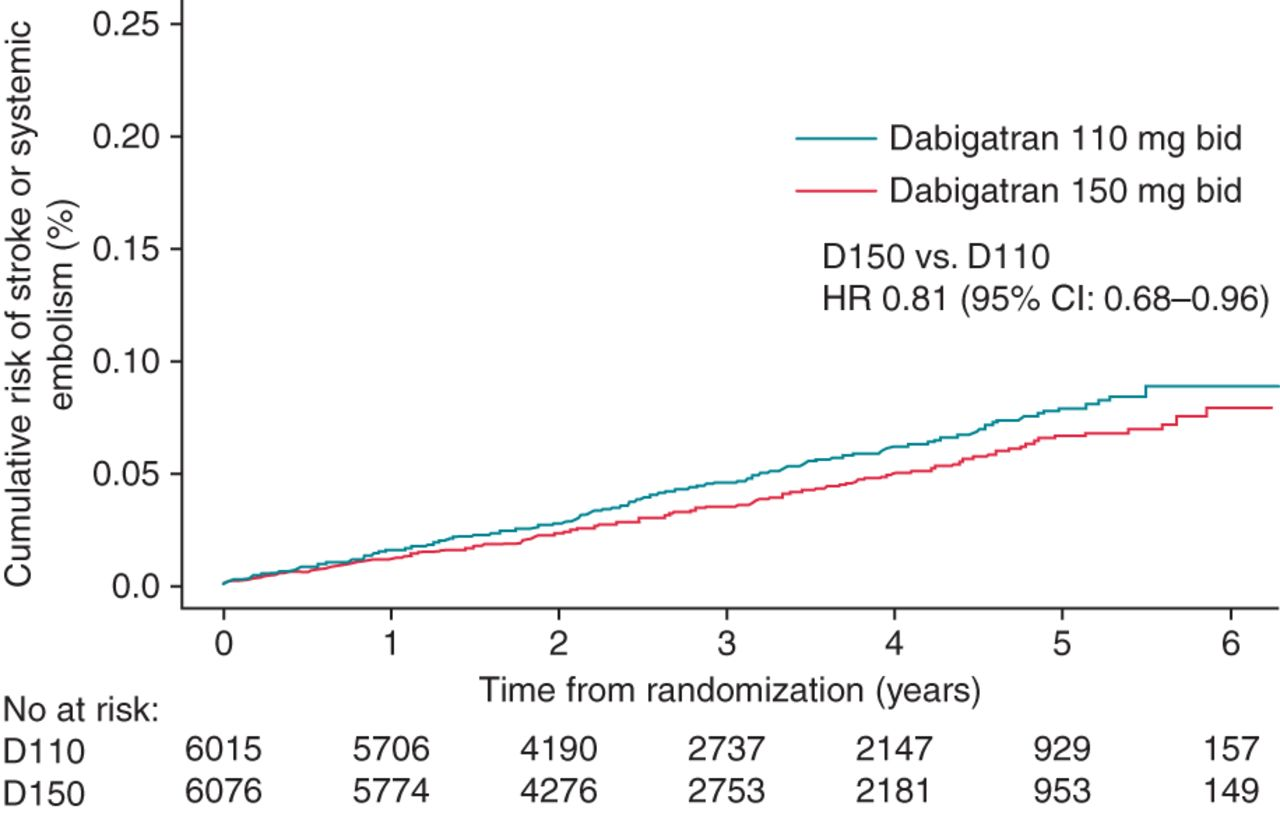 Cumulative risk of stroke or systemic
embolism (%)
0.25
0.20
0.15
0.10
0.05
0.0
Dabigatran 110 mg bid
Dabigatran 150 mg bid
D150 vs. D110
HR 0.81 (95% CI: 0.68–0.96)
0 1 2 3 4 5 6
Time from randomization (years)
No at risk:
D110 6015 5706 4190 2737 2147 929 157
D150 6076 5774 4276 2753 2181 953 149